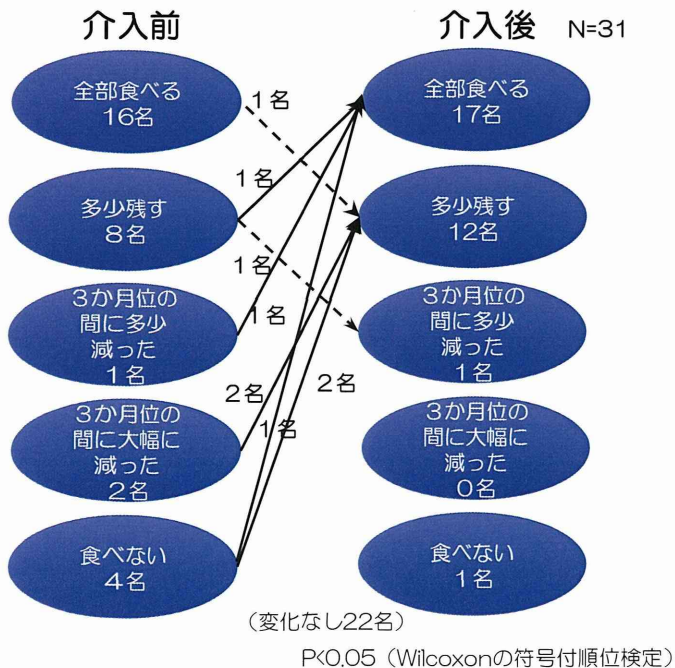 介入前
介入後 N=31
全部食べる
16名
全部食べる
17名
1名
多少残す
8名
多少残す
12名
1名
1名
3か月位の
間に多少
減った
1名
3か月位の
間に多少
減った
1名
1名
3か月位の
間に大幅に
減った
2名
3か月位の
間に大幅に
減った
0名
2名
2名
1名
食べない
4名
食べない
1名
(変化なし22名)
P<0.05(Wilcoxonの符号付順位検定)